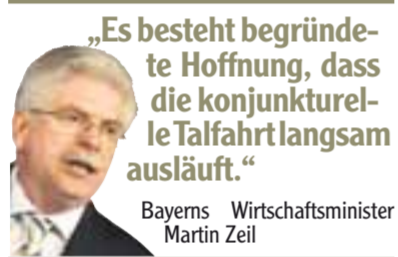 „Es besteht begründe-
te Hoffnung, dass
die konjunkturel-
le Talfahrt langsam
ausläuft.“
Bayerns Wirtschaftsminister
Martin Zeil